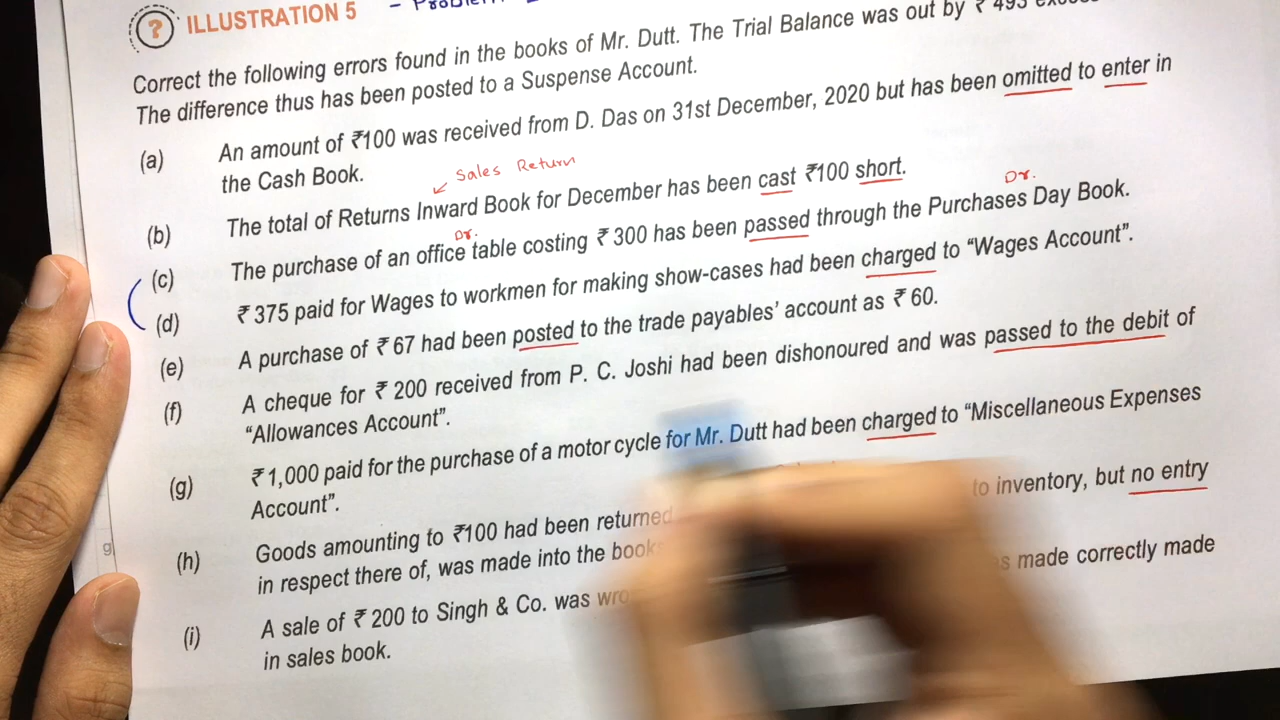 ? ILLUSTRATION 5 - Problem
Correct the following errors found in the books of Mr. Dutt. The Trial Balance was out by ₹ 493
The difference thus has been posted to a Suspense Account.
(a) An amount of ₹100 was received from D. Das on 31st December, 2020 but has been omitted to enter in
the Cash Book.
Sales Return
(b) The total of Returns Inward Book for December has been cast ₹100 short.
Dr. Dr.
(c) The purchase of an office table costing ₹ 300 has been passed through the Purchases Day Book.
(d) ₹ 375 paid for Wages to workmen for making show-cases had been charged to “Wages Account”.
(e) A purchase of ₹ 67 had been posted to the trade payables’ account as ₹ 60.
(f) A cheque for ₹ 200 received from P. C. Joshi had been dishonoured and was passed to the debit of
“Allowances Account”.
(g) ₹ 1,000 paid for the purchase of a motor cycle for Mr. Dutt had been charged to “Miscellaneous Expenses
Account”.
(h) Goods amounting to ₹100 had been returned to inventory, but no entry
in respect there of, was made into the
(i) A sale of ₹ 200 to Singh & Co. was made correctly made
in sales book.
g